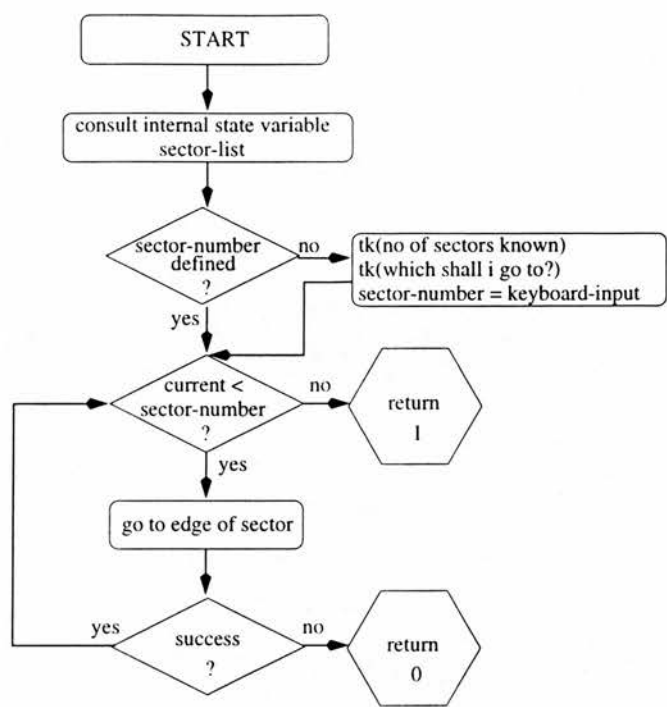 START
consult internal state variable
sector-list
sector-number
defined
?
no
tk(no of sectors known)
tk(which shall i go to?)
sector-number = keyboard-input
yes
current <
sector-number
?
no
return
1
yes
go to edge of sector
yes
success
?
no
return
0